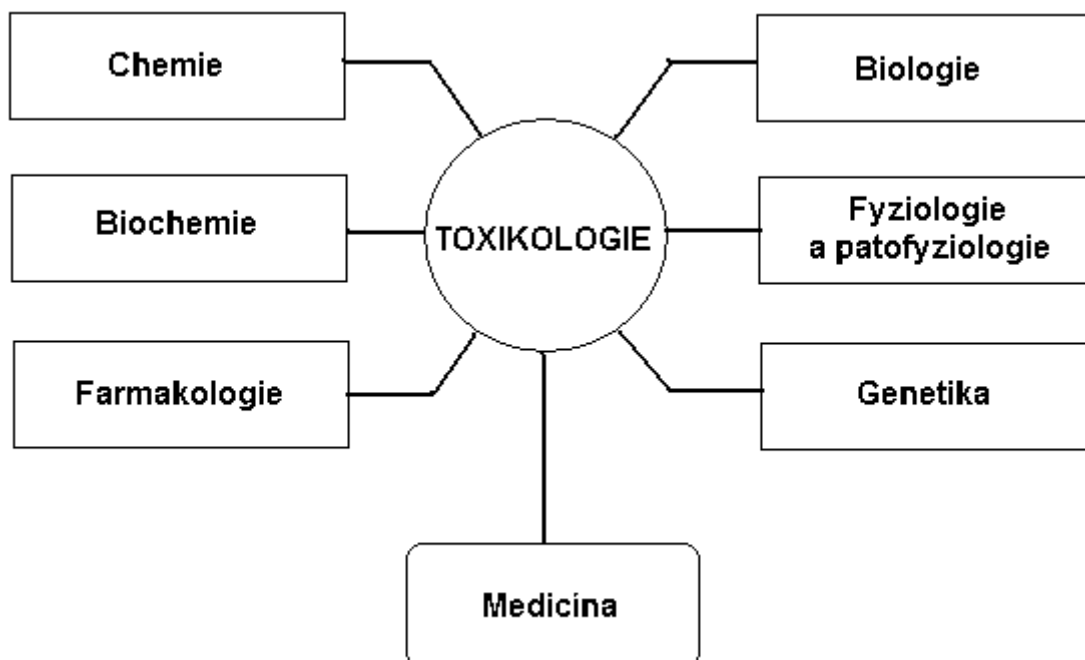 Chemie
Biologie
Biochemie
TOXIKOLOGIE
Fyziologie
a patofyziologie
Farmakologie
Genetika
Medicína